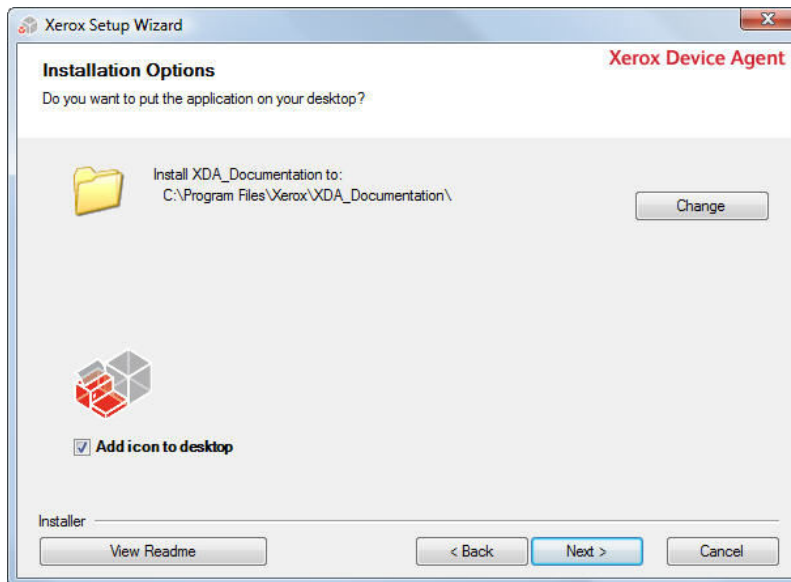 Xerox Setup Wizard
Xerox Device Agent
Installation Options
Do you want to put the application on your desktop?
Install XDA_Documentation to:
C:\Program Files\Xerox\XDA_Documentation\
Change
Add icon to desktop
Installer
View Readme
< Back
Next >
Cancel